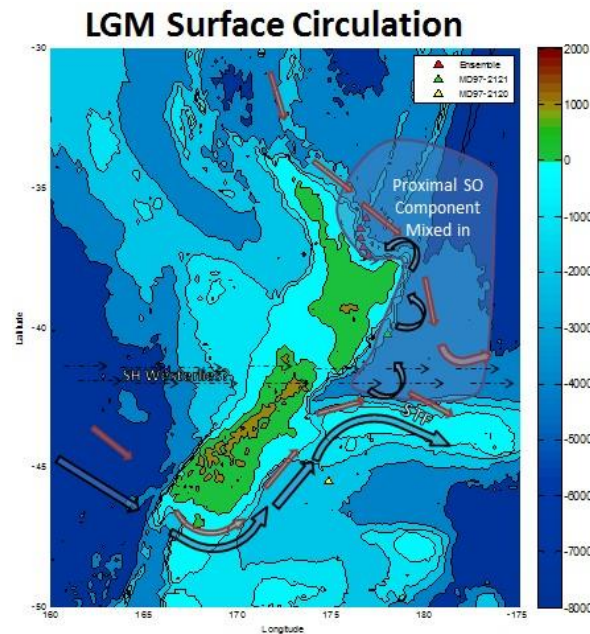 LGM Surface Circulation
-30
-35
-40
-45
-50
Latitude
160
165
170
175
180
-175
Longitude
Ensemble
MD97-2121
MD97-2120
Proximal SO
Component
Mixed in
SH Westerlies?
STF
2000
1000
0
-1000
-2000
-3000
-4000
-5000
-6000
-7000
-8000